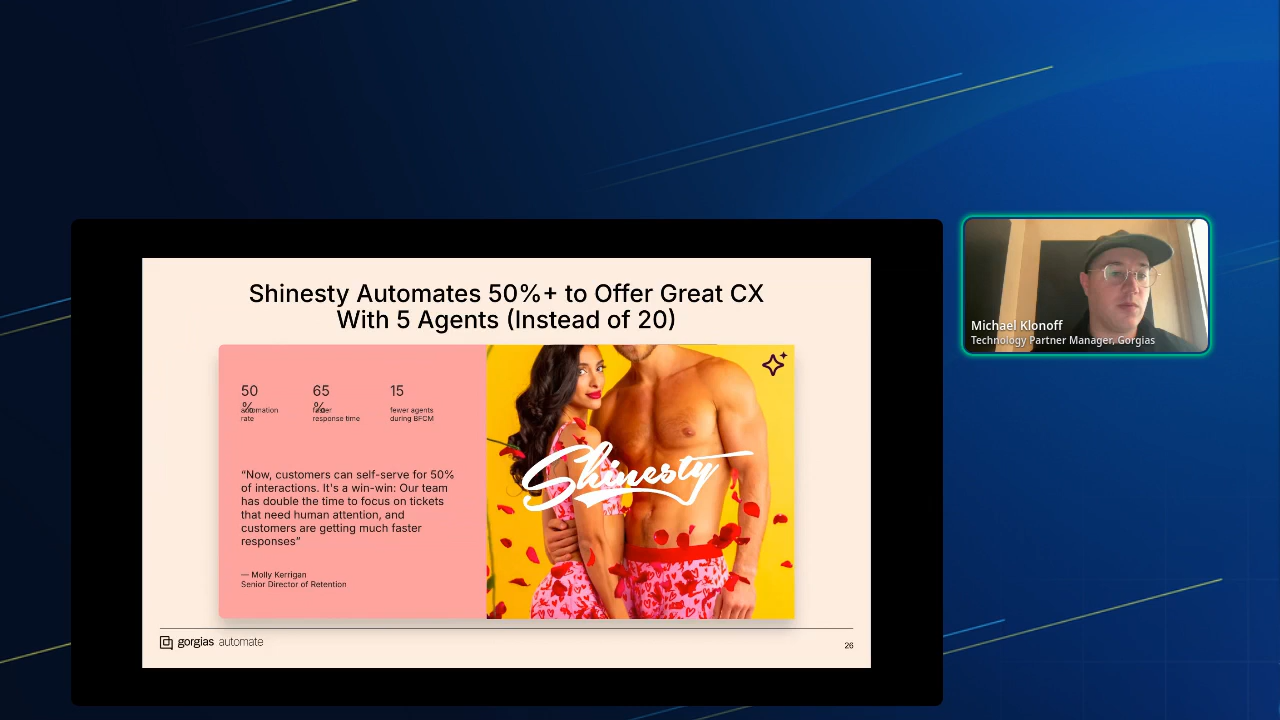 Shinesty Automates 50%+ to Offer Great CX
With 5 Agents (Instead of 20)
50
%
automation
rate
65
%
faster
response time
15
fewer agents
during BFCM
“Now, customers can self-serve for 50%
of interactions. It's a win-win: Our team
has double the time to focus on tickets
that need human attention, and
customers are getting much faster
responses”
— Molly Kerrigan
Senior Director of Retention
Shinesty
gorgias automate
26
Michael Klonoff
Technology Partner Manager, Gorgias